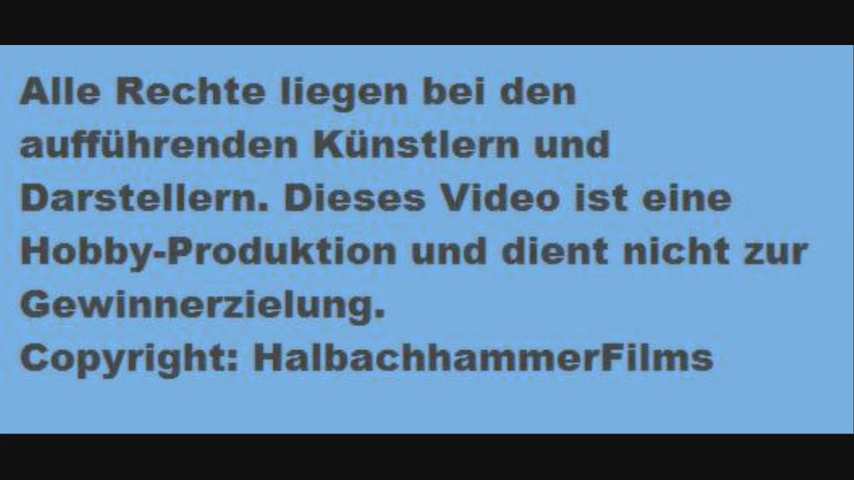 Alle Rechte liegen bei den
aufführenden Künstlern und
Darstellern. Dieses Video ist eine
Hobby-Produktion und dient nicht zur
Gewinnerzielung.
Copyright: HalbachhammerFilms